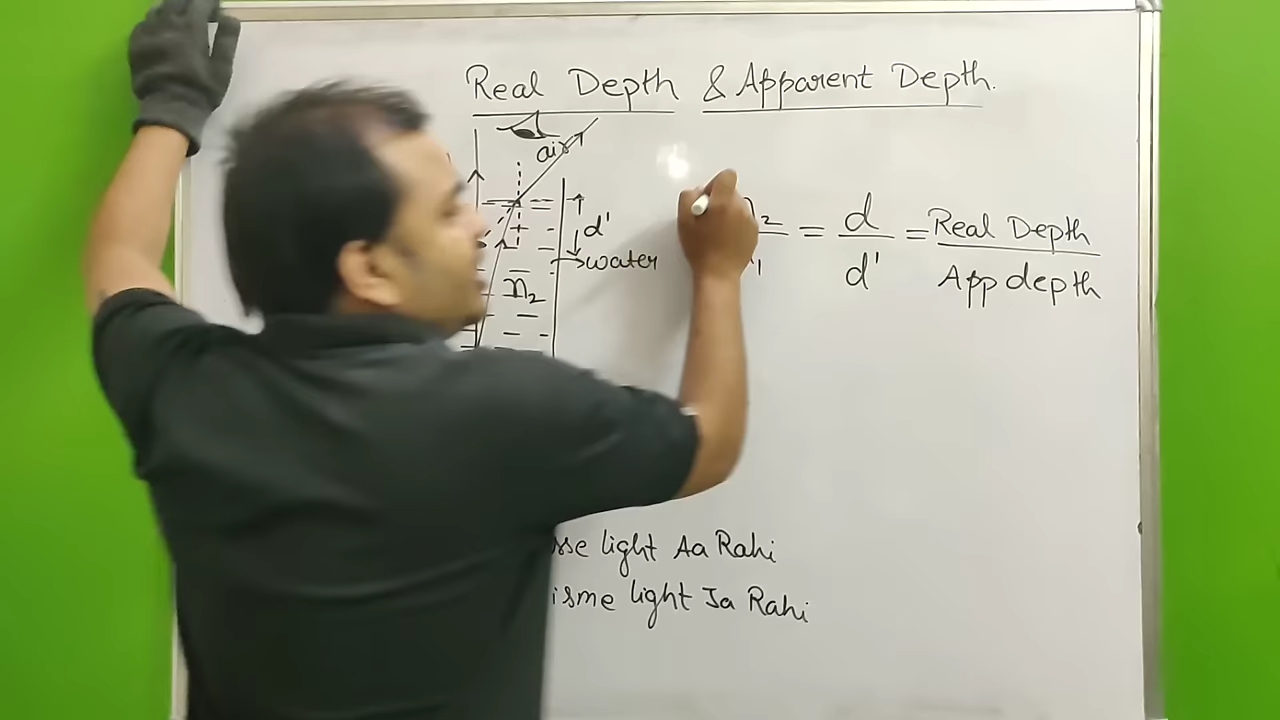 Real Depth & Apparent Depth.
air
d'
water
n₂
n₂ / n₁ = d / d' = Real Depth / App depth
light Aa Rahi
isme light Ja Rahi